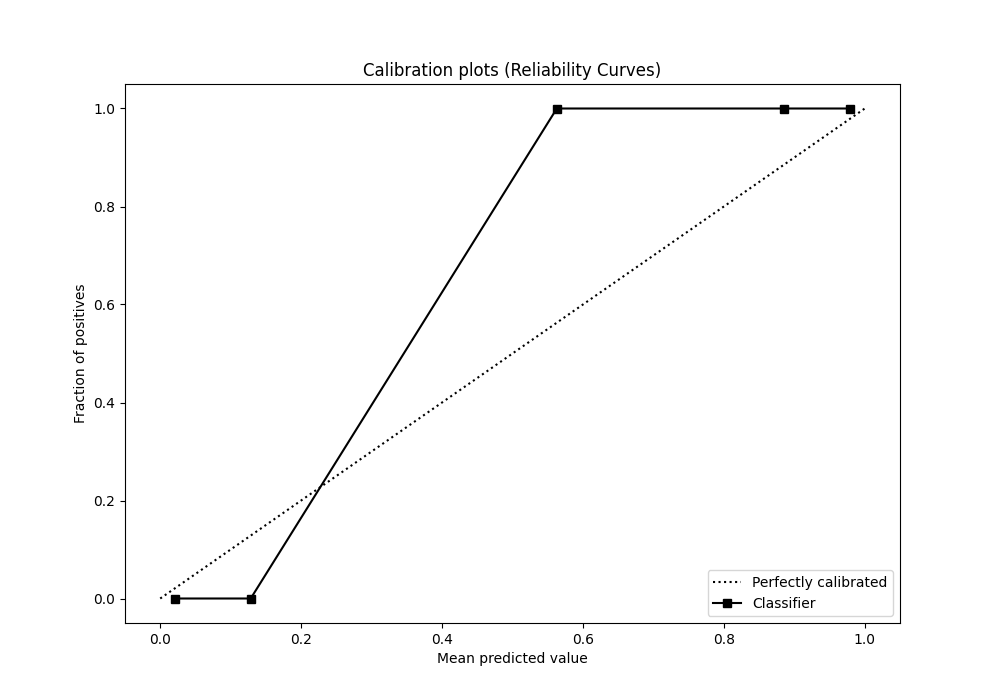 Calibration plots (Reliability Curves)
Fraction of positives
1.0
0.8
0.6
0.4
0.2
0.0
0.0 0.2 0.4 0.6 0.8 1.0
Mean predicted value
Perfectly calibrated
Classifier